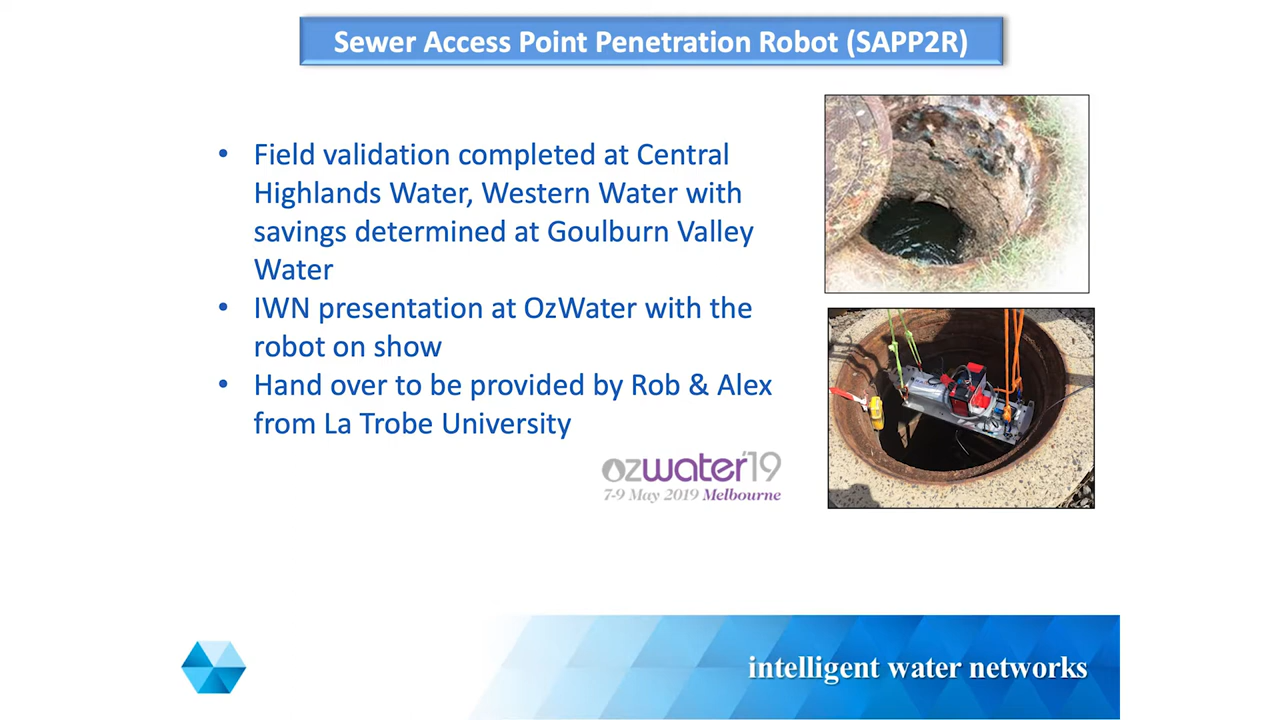 Sewer Access Point Penetration Robot (SAPP2R)
• Field validation completed at Central
Highlands Water, Western Water with
savings determined at Goulburn Valley
Water
• IWN presentation at OzWater with the
robot on show
• Hand over to be provided by Rob & Alex
from La Trobe University
ozwater'19
7-9 May 2019 Melbourne
intelligent water networks